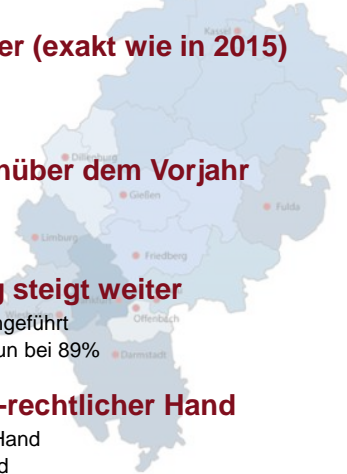 Kassel
er (exakt wie in 2015)
Dillenburg
nüber dem Vorjahr
Gießen
Fulda
Limburg
Friedberg
g steigt weiter
ngeführt
Offenbach
un bei 89%
Darmstadt
-rechtlicher Hand
Hand
d